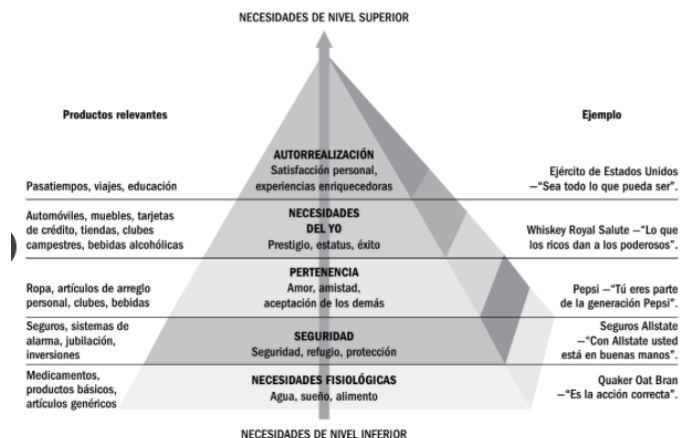 NECESIDADES DE NIVEL SUPERIOR
Productos relevantes
Ejemplo
AUTORREALIZACIÓN
Satisfacción personal,
experiencias enriquecedoras
Pasatiempos, viajes, educación
Ejército de Estados Unidos
—“Sea todo lo que pueda ser”.
Automóviles, muebles, tarjetas
de crédito, tiendas, clubes
campestres, bebidas alcohólicas
NECESIDADES
DEL YO
Prestigio, estatus, éxito
Whiskey Royal Salute —“Lo que
los ricos dan a los poderosos”.
Ropa, artículos de arreglo
personal, clubes, bebidas
PERTENENCIA
Amor, amistad,
aceptación de los demás
Pepsi —“Tú eres parte
de la generación Pepsi”.
Seguros, sistemas de
alarma, jubilación,
inversiones
SEGURIDAD
Seguridad, refugio, protección
Seguros Allstate
—“Con Allstate usted
está en buenas manos”.
Medicamentos,
productos básicos,
artículos genéricos
NECESIDADES FISIOLÓGICAS
Agua, sueño, alimento
Quaker Oat Bran
—“Es la acción correcta”.
NECESIDADES DE NIVEL INFERIOR